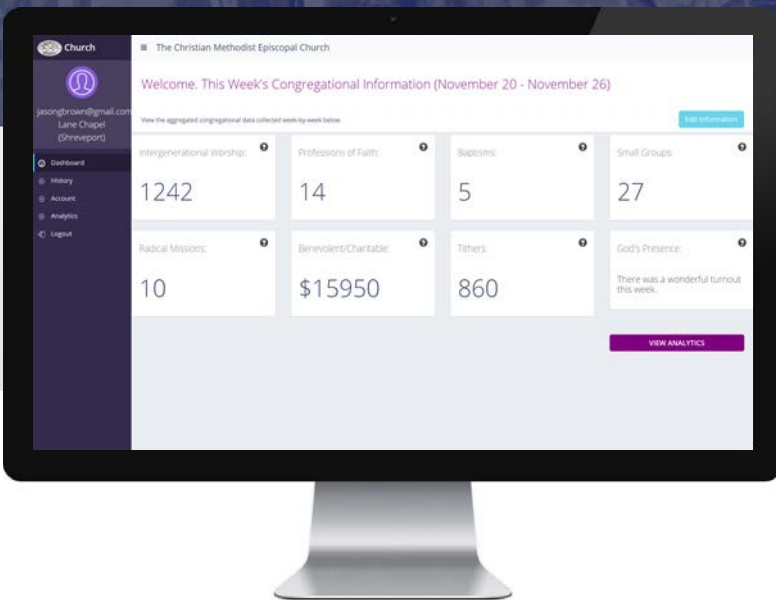 Church
The Christian Methodist Episcopal Church
jasongbrown@gmail.com
Lane Chapel
(Shreveport)
Dashboard
History
Account
Analytics
Logout
Welcome. This Week's Congregational Information (November 20 - November 26)
View the aggregated congregational data collected week-by-week below.
Edit Information
Intergenerational Worship:
1242
Professions of Faith:
14
Baptisms:
5
Small Groups:
27
Radical Missions:
10
Benevolent/Charitable:
$15950
Tithers:
860
God's Presence:
There was a wonderful turnout
this week.
VIEW ANALYTICS